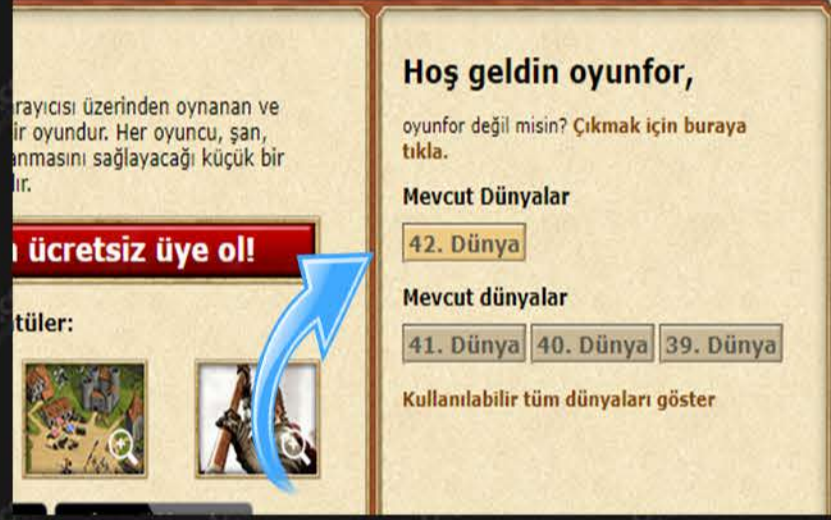 rayıcısı üzerinden oynanan ve
ir oyundur. Her oyuncu, şan,
anmasını sağlayacağı küçük bir
ır.
ücretsiz üye ol!
tüler:
Hoş geldin oyunfor,
oyunfor değil misin? Çıkmak için buraya
tıkla.
Mevcut Dünyalar
42. Dünya
Mevcut dünyalar
41. Dünya 40. Dünya 39. Dünya
Kullanılabilir tüm dünyaları göster